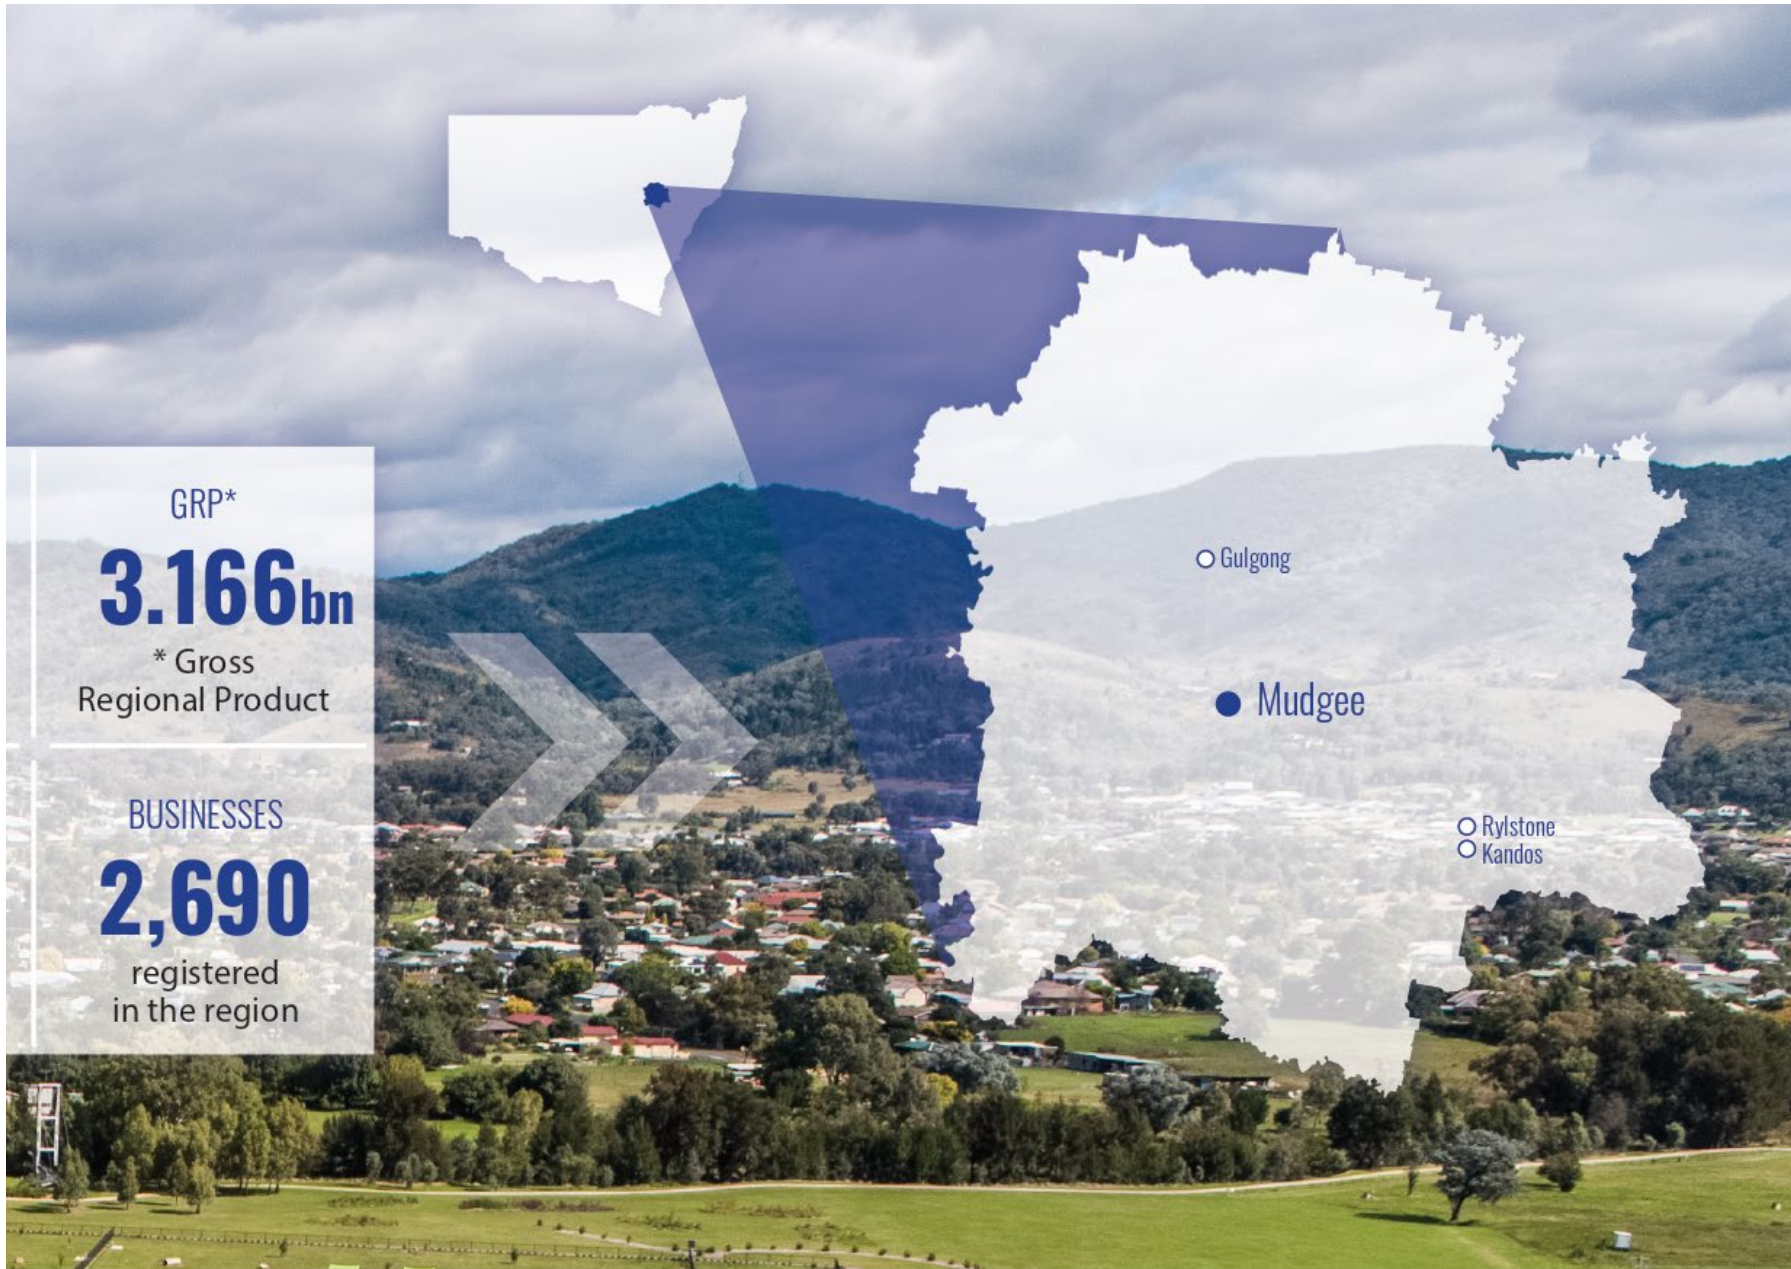 GRP*
3.166bn
* Gross
Regional Product
BUSINESSES
2,690
registered
in the region
Gulgong
Mudgee
Rylstone
Kandos